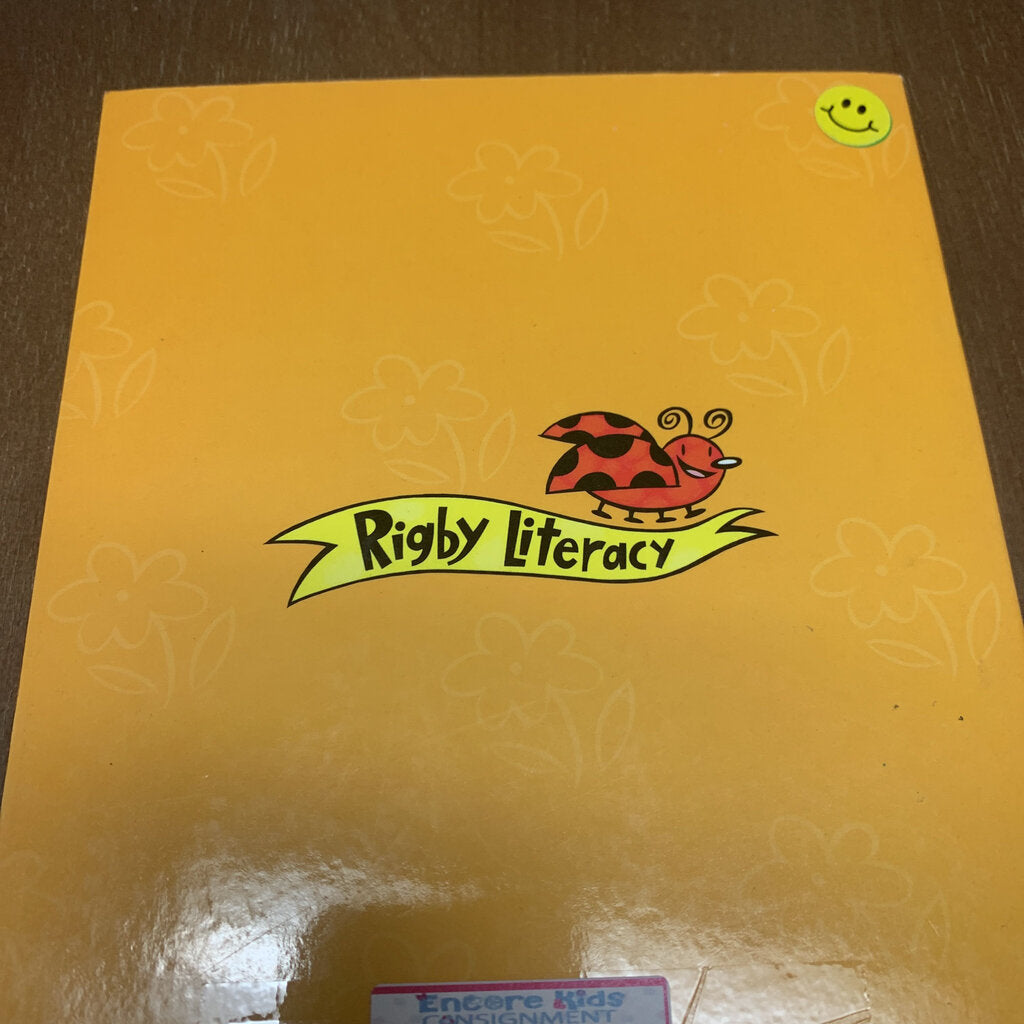 Rigby Literacy
Encore Kids
CONSIGNMENT